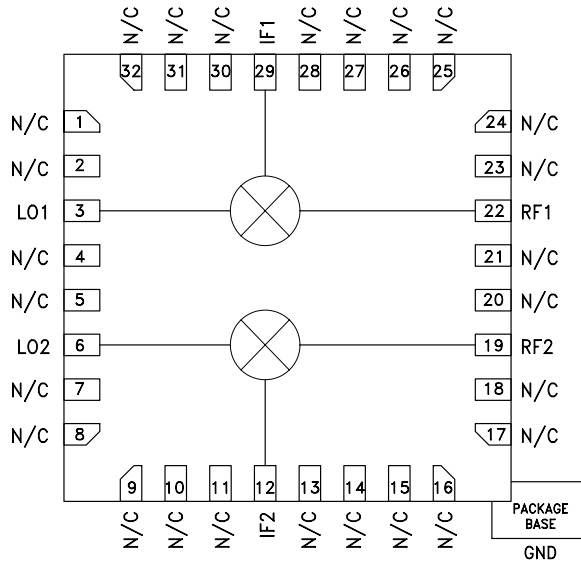 N/C N/C N/C IF1 N/C N/C N/C N/C
32 31 30 29 28 27 26 25
N/C 1 24 N/C
N/C 2 23 N/C
LO1 3 22 RF1
N/C 4 21 N/C
N/C 5 20 N/C
LO2 6 19 RF2
N/C 7 18 N/C
N/C 8 17 N/C
9 10 11 12 13 14 15 16
N/C N/C N/C IF2 N/C N/C N/C N/C
PACKAGE
BASE
GND